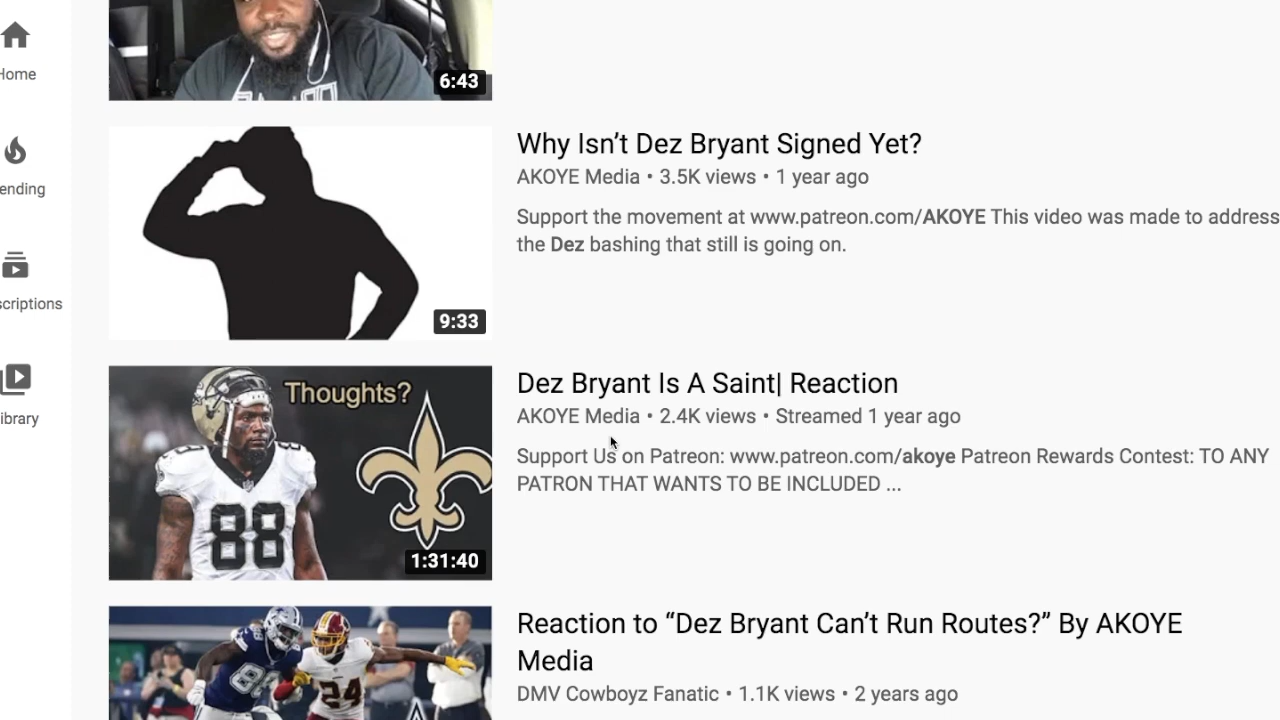 Home
6:43
Why Isn’t Dez Bryant Signed Yet?
AKOYE Media • 3.5K views • 1 year ago
ending
Support the movement at www.patreon.com/AKOYE This video was made to address
the Dez bashing that still is going on.
scriptions
9:33
Thoughts?
Dez Bryant Is A Saint| Reaction
AKOYE Media • 2.4K views • Streamed 1 year ago
ibrary
Support Us on Patreon: www.patreon.com/akoye Patreon Rewards Contest: TO ANY
PATRON THAT WANTS TO BE INCLUDED ...
88
1:31:40
Reaction to “Dez Bryant Can’t Run Routes?” By AKOYE
Media
24
DMV Cowboyz Fanatic • 1.1K views • 2 years ago